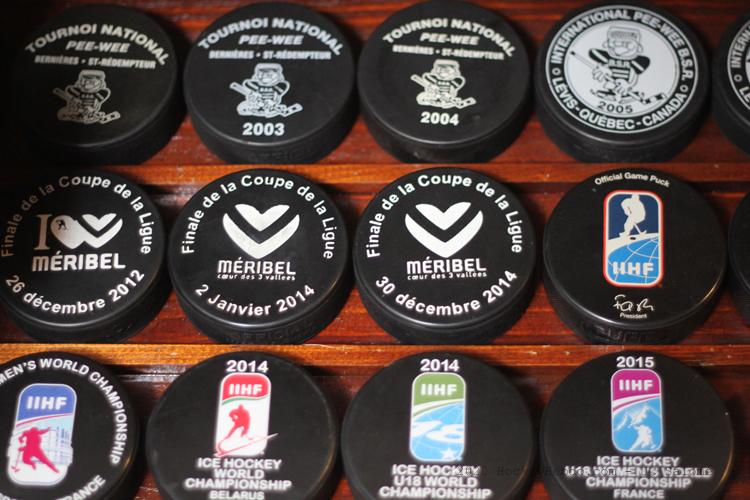 TOURNOI NATIONAL
PEE-WEE
BERNIÈRES - ST-RÉDEMPTEUR
B.S.R.
TOURNOI NATIONAL
PEE-WEE
BERNIÈRES - ST-RÉDEMPTEUR
B.S.R.
2003
TOURNOI NATIONAL
PEE-WEE
BERNIÈRES - ST-RÉDEMPTEUR
B.S.R.
2004
INTERNATIONAL PEE-WEE B.S.R.
2005
LÉVIS-QUÉBEC-CANADA
Finale de la Coupe de la Ligue
I
MÉRIBEL
26 décembre 2012
Finale de la Coupe de la Ligue
MÉRIBEL
cœur des 3 vallées
2 Janvier 2014
Finale de la Coupe de la Ligue
MÉRIBEL
cœur des 3 vallées
30 décembre 2014
Official Game Puck
IIHF
President
MEN'S WORLD CHAMPIONSHIP
IIHF
FRANCE
2014
IIHF
ICE HOCKEY
WORLD
CHAMPIONSHIP
BELARUS
2014
IIHF
ICE HOCKEY
U18 WORLD
CHAMPIONSHIP
2015
IIHF
ICE HOCKEY
U18 WOMEN'S WORLD
CHAMPIONSHIP
FRANCE